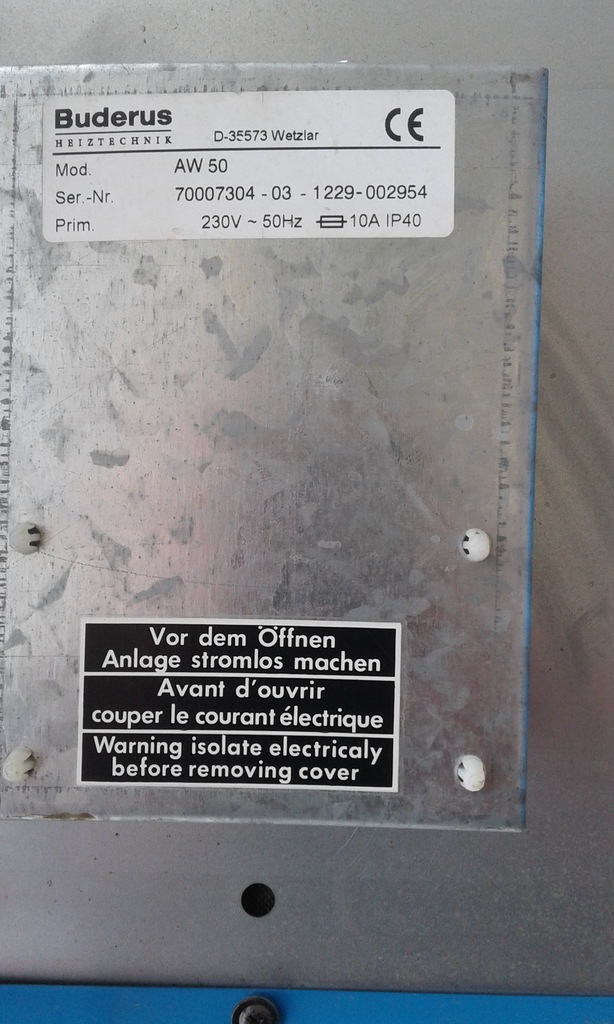 Buderus
HEIZTECHNIK D-35573 Wetzlar CE
Mod. AW 50
Ser.-Nr. 70007304 - 03 - 1229-002954
Prim. 230V ~ 50Hz 10A IP40
Vor dem Öffnen
Anlage stromlos machen
Avant d'ouvrir
couper le courant électrique
Warning isolate electricaly
before removing cover